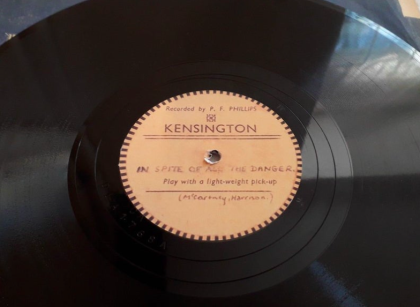 Recorded by P. F. PHILLIPS
KENSINGTON
IN SPITE OF ALL THE DANGER.
Play with a light-weight pick-up
(McCartney, Harrison)